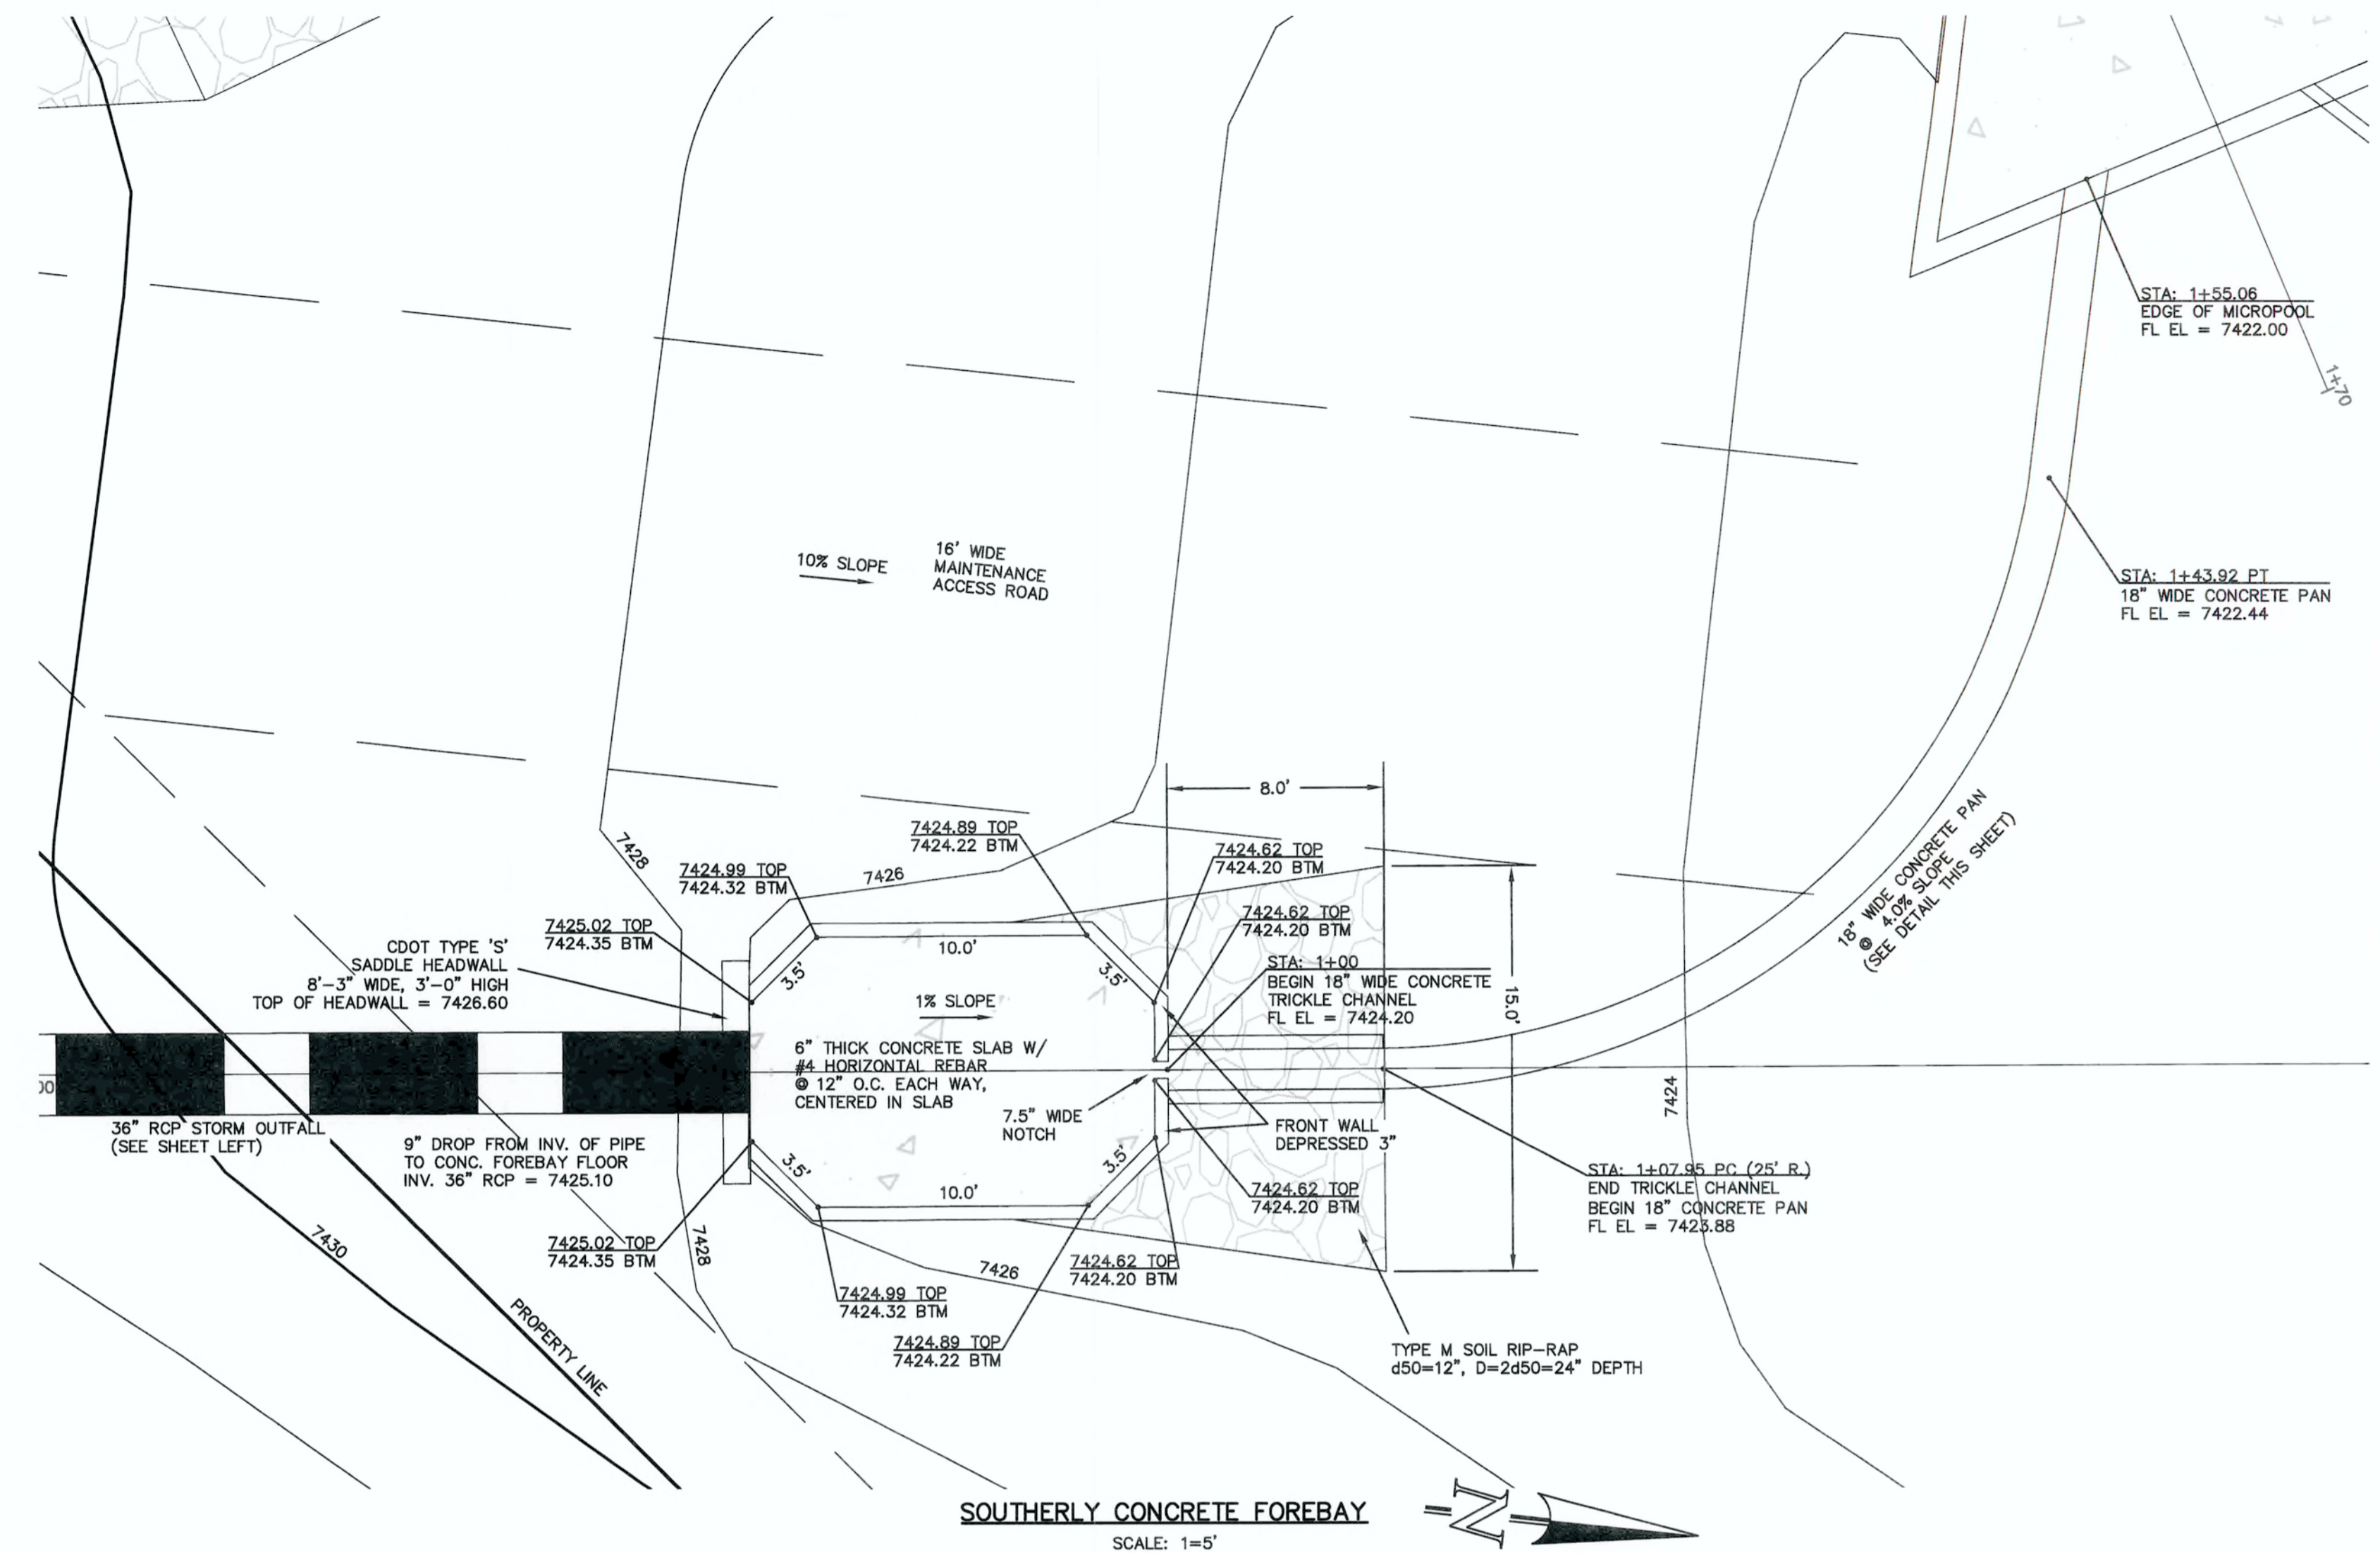 STA: 1+55.06
EDGE OF MICROPOOL
FL EL = 7422.00
1+70
10% SLOPE
16' WIDE
MAINTENANCE
ACCESS ROAD
STA: 1+43.92 PT
18" WIDE CONCRETE PAN
FL EL = 7422.44
8.0'
18" WIDE CONCRETE PAN
@ 4.0% SLOPE
(SEE DETAIL THIS SHEET)
7428
7426
7424.89 TOP
7424.22 BTM
7424.62 TOP
7424.20 BTM
7424.99 TOP
7424.32 BTM
7425.02 TOP
7424.35 BTM
7424.62 TOP
7424.20 BTM
CDOT TYPE 'S'
SADDLE HEADWALL
8'-3" WIDE, 3'-0" HIGH
TOP OF HEADWALL = 7426.60
10.0'
3.5'
3.5'
STA: 1+00
BEGIN 18" WIDE CONCRETE
TRICKLE CHANNEL
FL EL = 7424.20
15.0'
1% SLOPE
6" THICK CONCRETE SLAB W/
#4 HORIZONTAL REBAR
@ 12" O.C. EACH WAY,
CENTERED IN SLAB
7.5" WIDE
NOTCH
FRONT WALL
DEPRESSED 3"
7424
00
36" RCP STORM OUTFALL
(SEE SHEET LEFT)
9" DROP FROM INV. OF PIPE
TO CONC. FOREBAY FLOOR
INV. 36" RCP = 7425.10
3.5'
3.5'
10.0'
7424.62 TOP
7424.20 BTM
STA: 1+07.95 PC (25' R.)
END TRICKLE CHANNEL
BEGIN 18" CONCRETE PAN
FL EL = 7423.88
7430
7425.02 TOP
7424.35 BTM
7428
7426
7424.62 TOP
7424.20 BTM
7424.99 TOP
7424.32 BTM
7424.89 TOP
7424.22 BTM
PROPERTY LINE
TYPE M SOIL RIP-RAP
d50=12", D=2d50=24" DEPTH
SOUTHERLY CONCRETE FOREBAY
SCALE: 1=5'
N